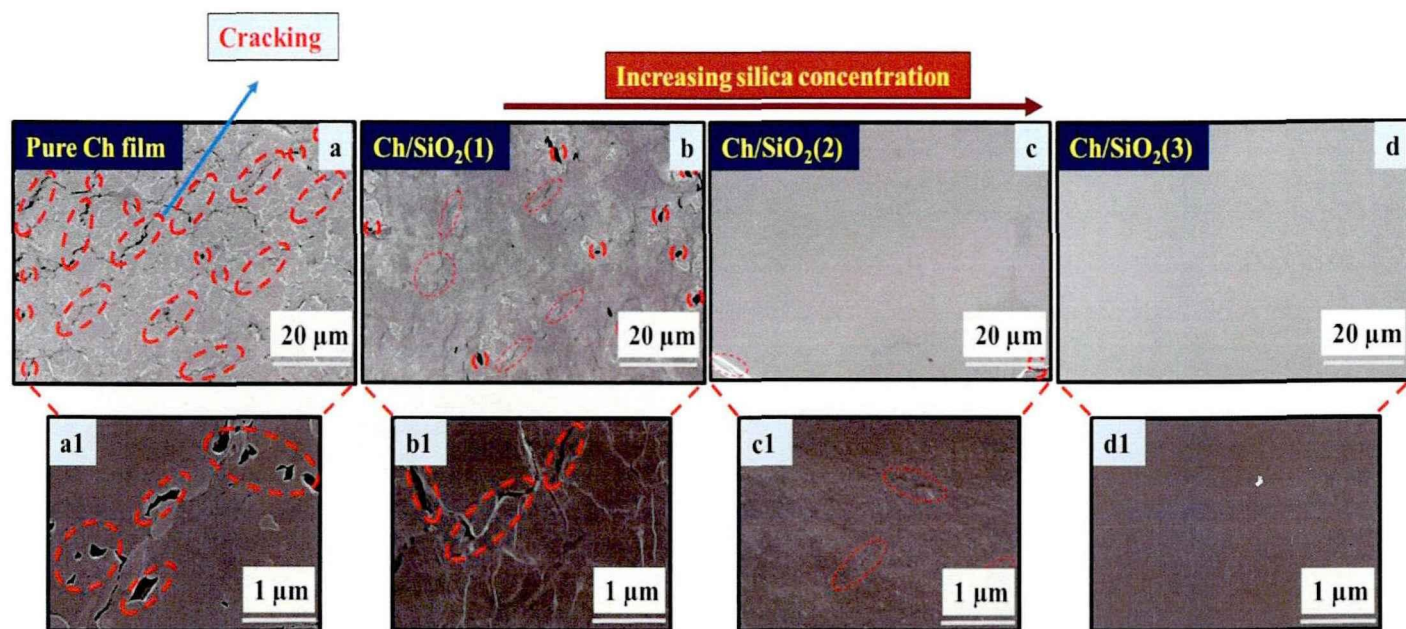 Cracking
Increasing silica concentration
Pure Ch film
a
Ch/SiO₂(1)
b
Ch/SiO₂(2)
c
Ch/SiO₂(3)
d
20 µm
20 µm
20 µm
20 µm
a1
b1
c1
d1
1 µm
1 µm
1 µm
1 µm